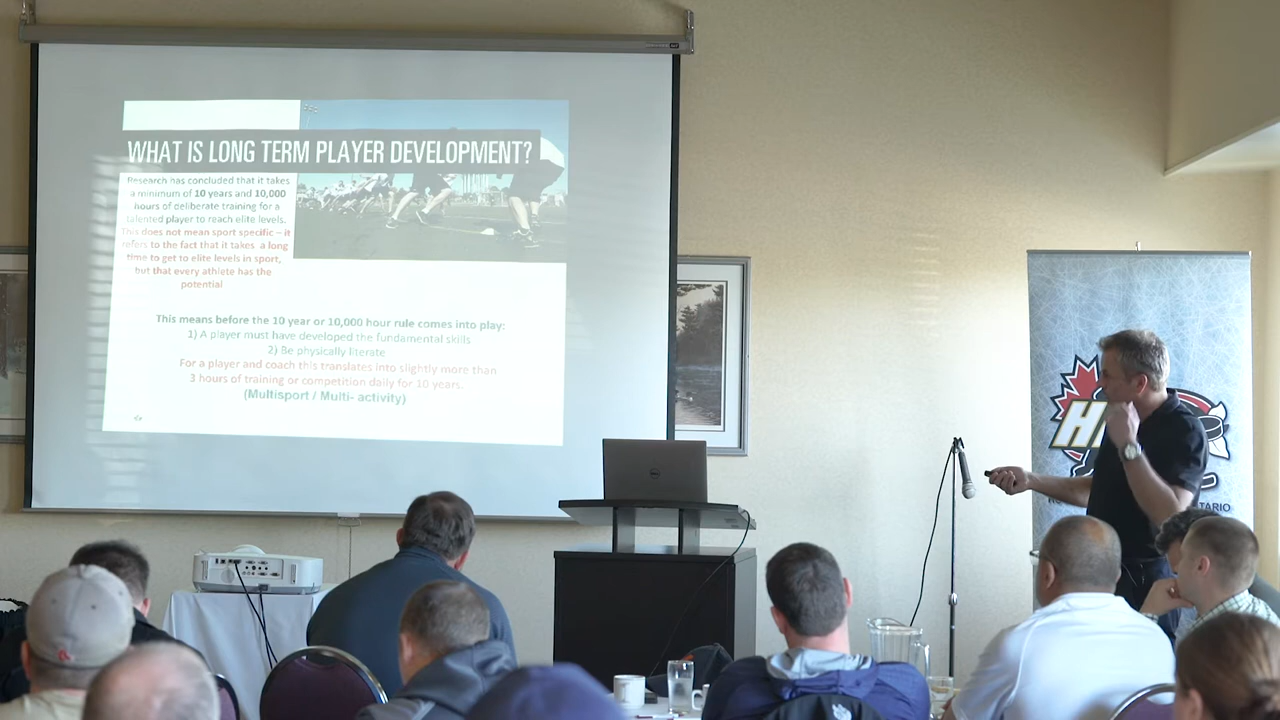 WHAT IS LONG TERM PLAYER DEVELOPMENT?
Research has concluded that it takes
a minimum of 10 years and 10,000
hours of deliberate training for a
talented player to reach elite levels.
This does not mean sport specific – it
refers to the fact that it takes a long
time to get to elite levels in sport,
but that every athlete has the
potential
This means before the 10 year or 10,000 hour rule comes into play:
1) A player must have developed the fundamental skills
2) Be physically literate
For a player and coach this translates into slightly more than
3 hours of training or competition daily for 10 years.
(Multisport / Multi- activity)